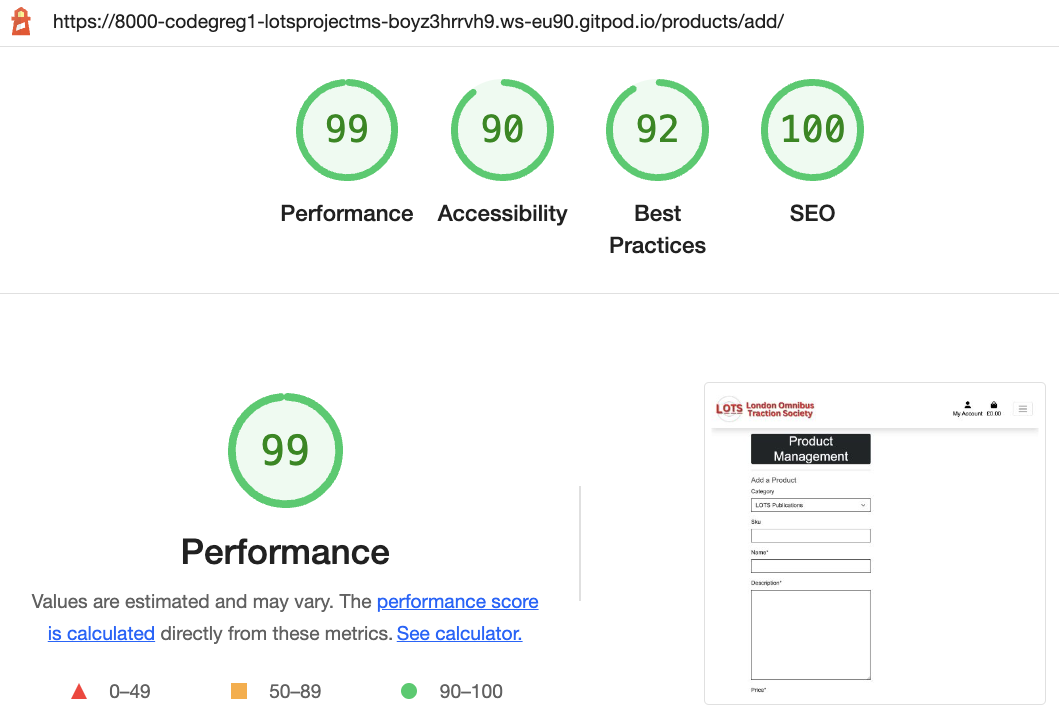 https://8000-codegreg1-lotsprojectms-boyz3hrrvh9.ws-eu90.gitpod.io/products/add/
99
90
92
100
Performance
Accessibility
Best
Practices
SEO
99
Performance
Values are estimated and may vary. The performance score
is calculated directly from these metrics. See calculator.
0–49
50–89
90–100
LOTS London Omnibus
Traction Society
My Account £0.00
Product
Management
Add a Product
Category
LOTS Publications
Sku
Name*
Description*
Price*